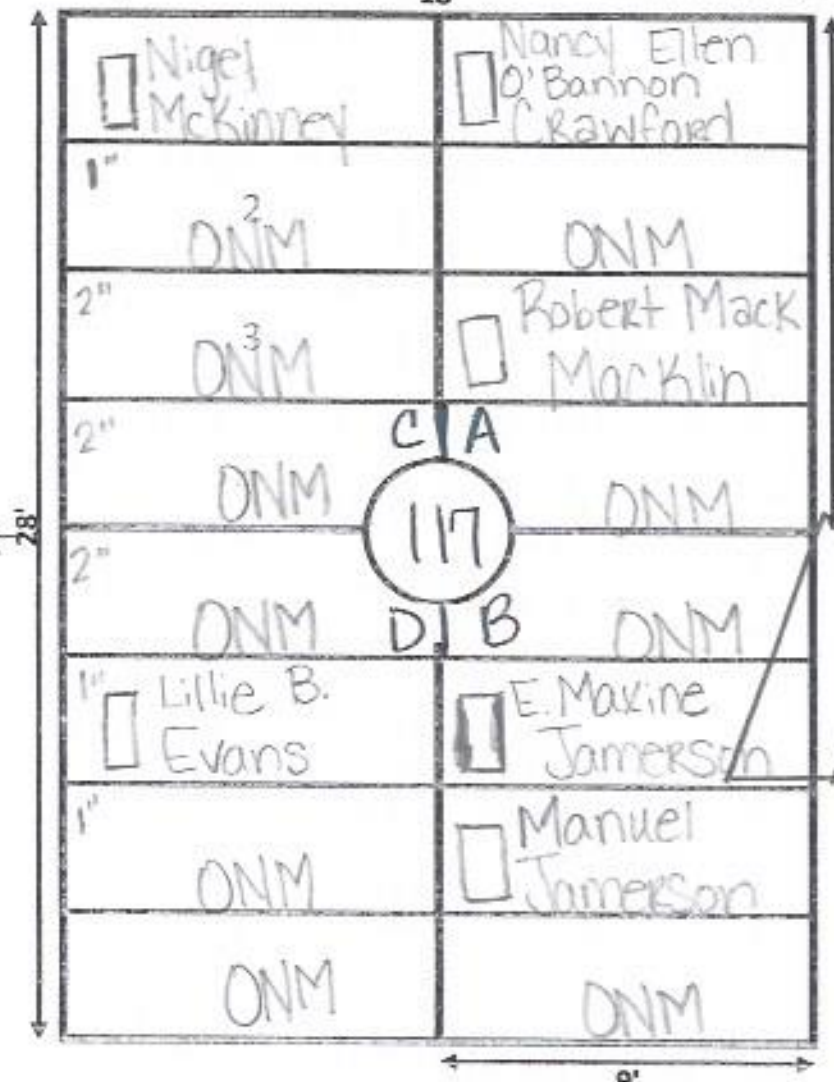 Nigel
McKinney
Nancy Ellen
O'Bannon
Crawford
1"
2
ONM
ONM
2"
3
ONM
Robert Mack
Macklin
2"
ONM
C A
ONM
28'
117
2"
ONM
D B
ONM
1"
Lillie B.
Evans
E. Maxine
Jamerson
1"
ONM
Manuel
Jamerson
ONM
ONM